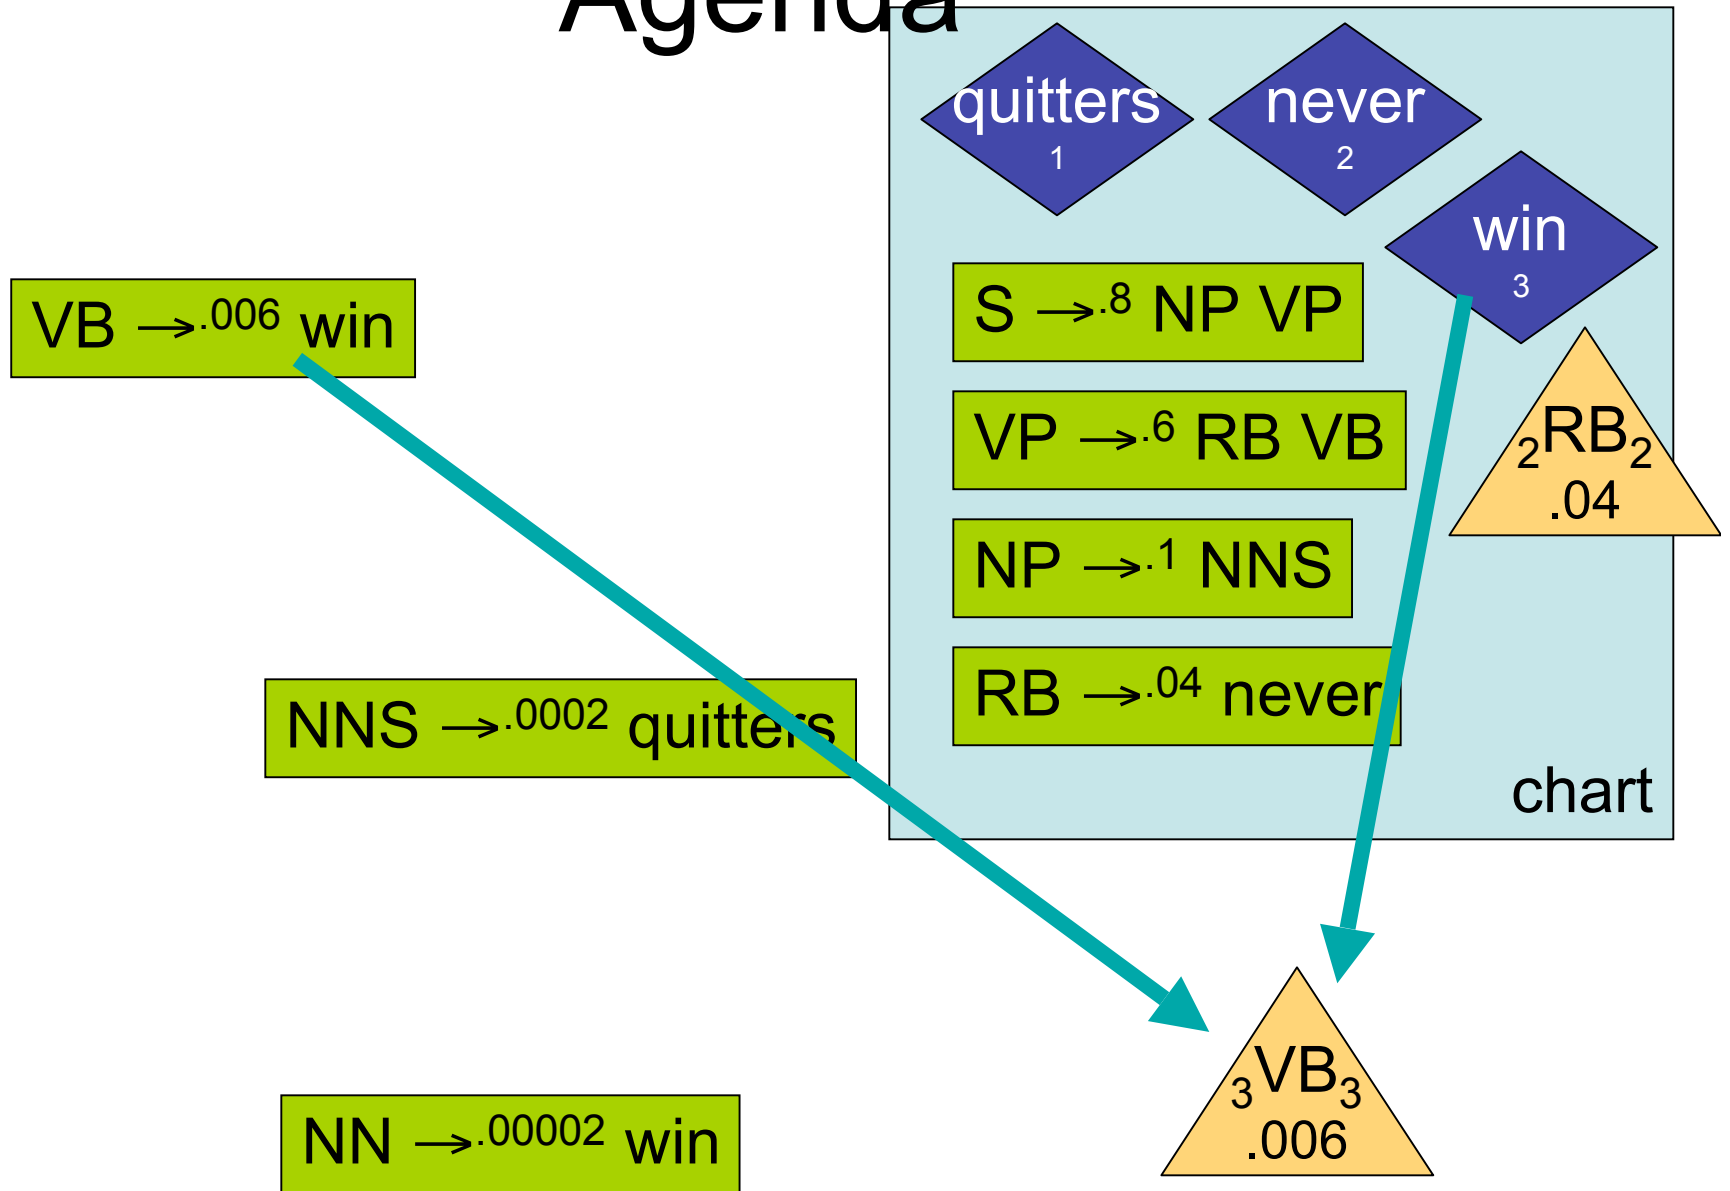 Agenda
quitters
1
never
2
win
3
VB →.006 win
S →.8 NP VP
VP →.6 RB VB
2RB2
.04
NP →.1 NNS
RB →.04 never
NNS →.0002 quitters
chart
3VB3
.006
NN →.00002 win